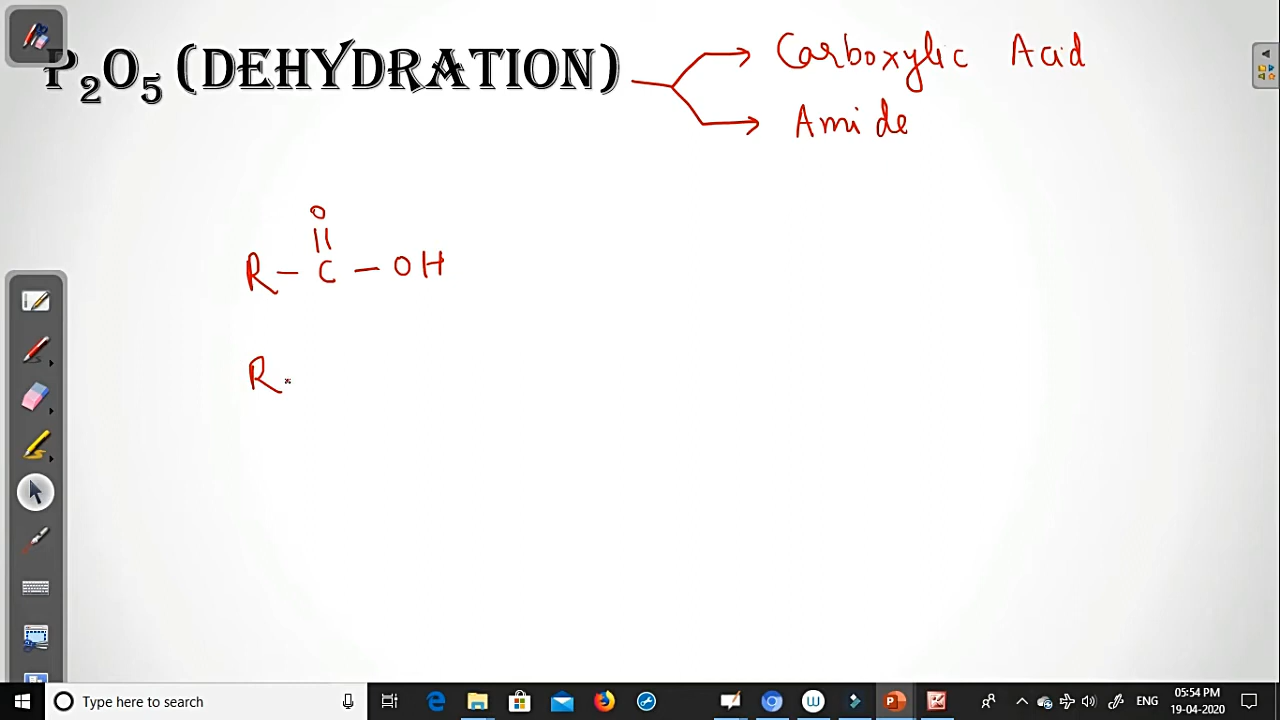 P2O5 (DEHYDRATION)
Carboxylic Acid
Amide
O
R - C - OH
R
Type here to search
ENG
05:54 PM
19-04-2020